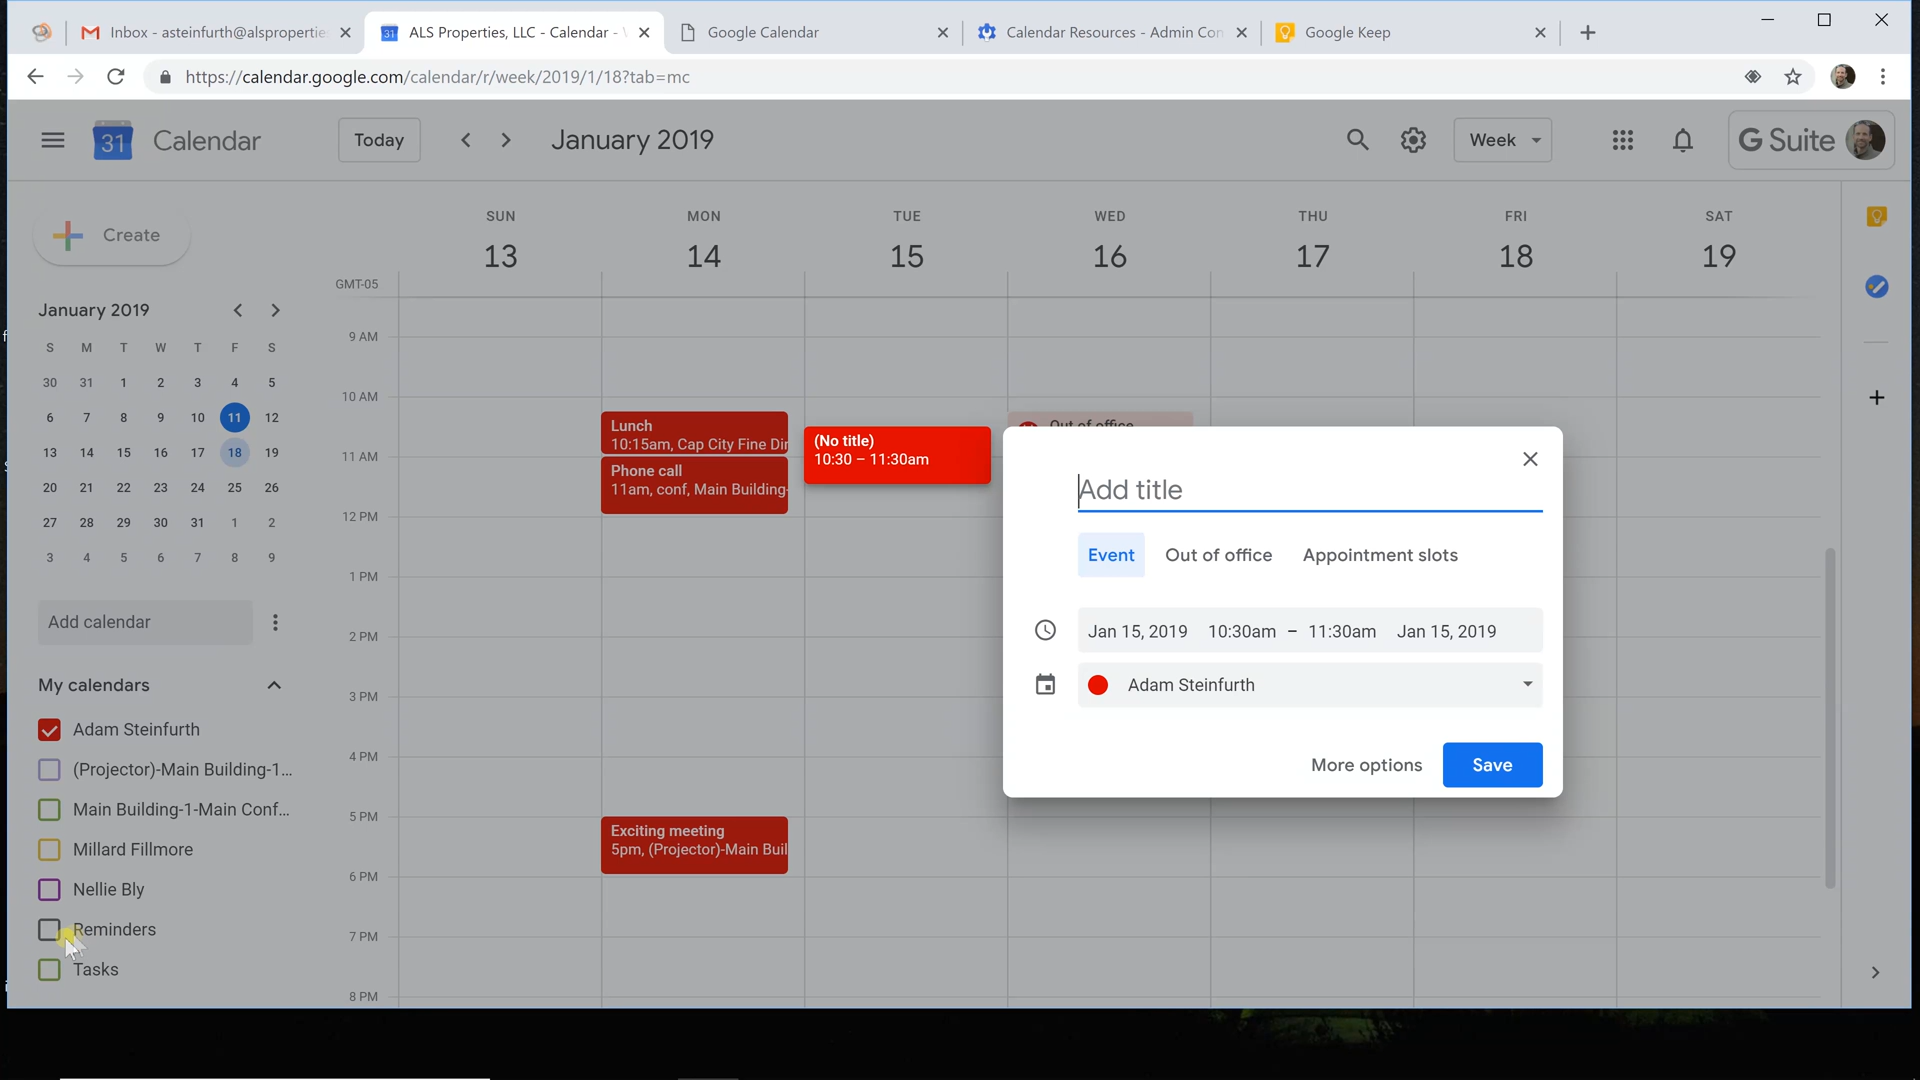 Inbox - asteinfurth@alspropertie
ALS Properties, LLC - Calendar -
Google Calendar
Calendar Resources - Admin Con
Google Keep
https://calendar.google.com/calendar/r/week/2019/1/18?tab=mc
31 Calendar
Today
January 2019
Week
G Suite
Create
January 2019
S M T W T F S
30 31 1 2 3 4 5
6 7 8 9 10 11 12
13 14 15 16 17 18 19
20 21 22 23 24 25 26
27 28 29 30 31 1 2
3 4 5 6 7 8 9
Add calendar
My calendars
Adam Steinfurth
(Projector)-Main Building-1...
Main Building-1-Main Conf...
Millard Fillmore
Nellie Bly
Reminders
Tasks
SUN MON TUE WED THU FRI SAT
13 14 15 16 17 18 19
GMT-05
9 AM
10 AM
11 AM
12 PM
1 PM
2 PM
3 PM
4 PM
5 PM
6 PM
7 PM
8 PM
Lunch
10:15am, Cap City Fine Di
Phone call
11am, conf, Main Building-
(No title)
10:30 – 11:30am
Out of office
Exciting meeting
5pm, (Projector)-Main Buil
Add title
Event Out of office Appointment slots
Jan 15, 2019 10:30am – 11:30am Jan 15, 2019
Adam Steinfurth
More options Save